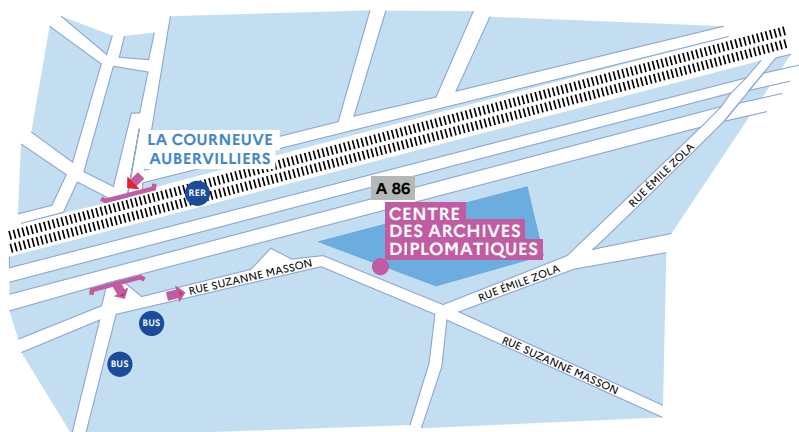 LA COURNEUVE
AUBERVILLIERS
RER
A 86
CENTRE
DES ARCHIVES
DIPLOMATIQUES
RUE ÉMILE ZOLA
RUE SUZANNE MASSON
RUE ÉMILE ZOLA
BUS
BUS
RUE SUZANNE MASSON